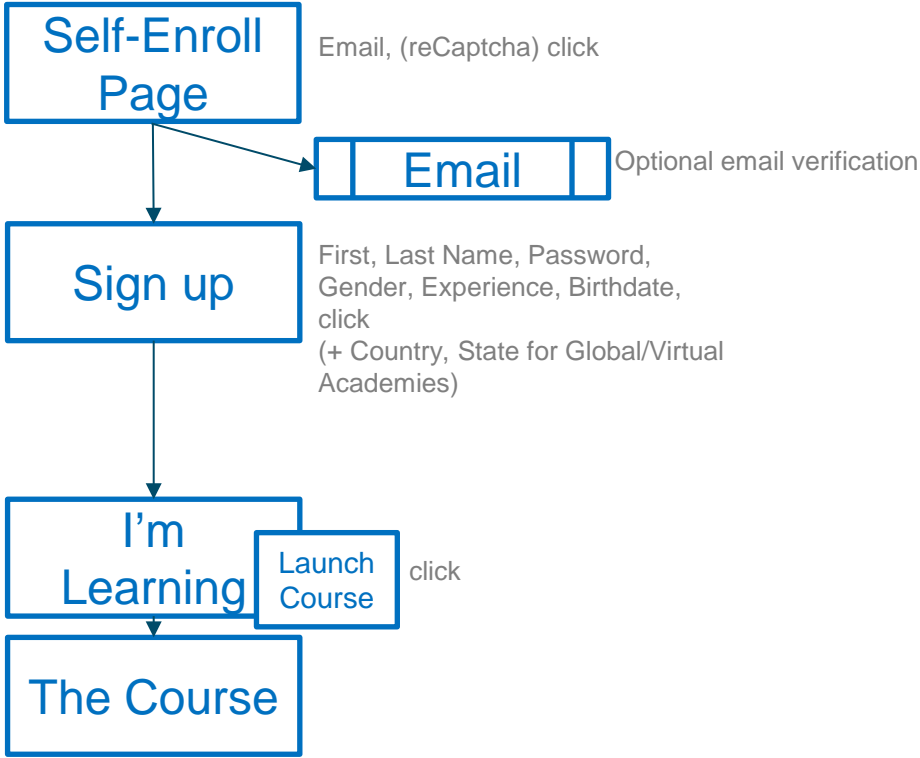 Self-Enroll
Page
Email, (reCaptcha) click
Email
Optional email verification
Sign up
First, Last Name, Password,
Gender, Experience, Birthdate,
click
(+ Country, State for Global/Virtual
Academies)
I’m
Learning
Launch
Course
click
The Course